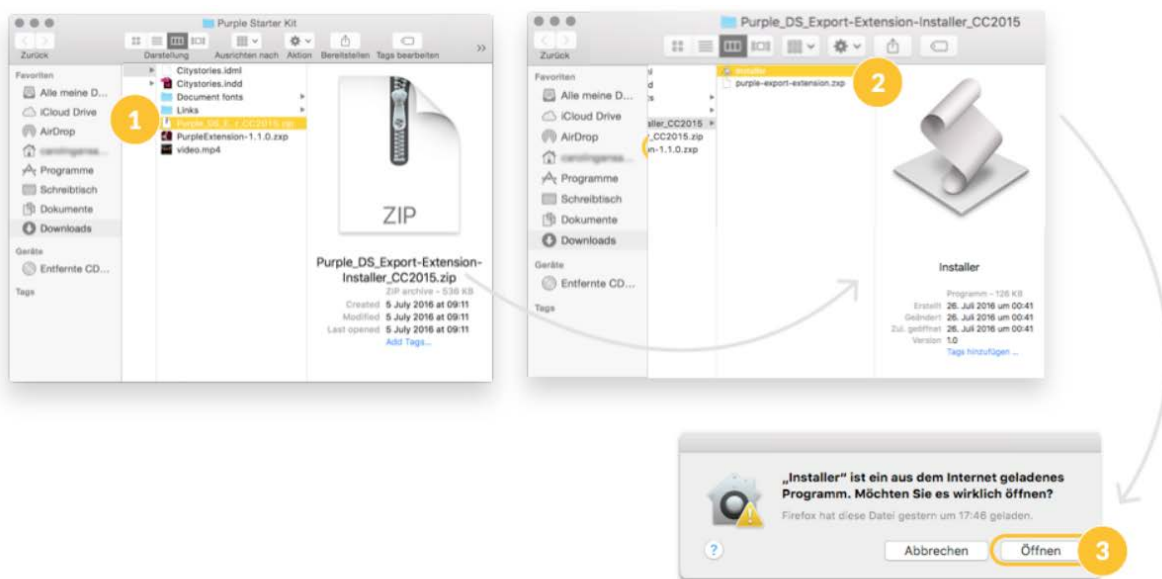 Purple Starter Kit
Zurück
Darstellung
Ausrichten nach
Aktion
Bereitstellen
Tags bearbeiten
Favoriten
Alle meine D...
iCloud Drive
AirDrop
Programme
Schreibtisch
Dokumente
Downloads
Geräte
Entfernte CD...
Tags
1
Citystories.idml
Citystories.indd
Document fonts
Links
PurpleExtension-1.1.0.zxp
video.mp4
ZIP
Purple_DS_Export-Extension-
Installer_CC2015.zip
ZIP archive - 536 KB
Created 5 July 2016 at 09:11
Modified 5 July 2016 at 09:11
Last opened 5 July 2016 at 09:11
Add Tags...
Purple_DS_Export-Extension-Installer_CC2015
Zurück
Favoriten
Alle meine D...
iCloud Drive
AirDrop
Programme
Schreibtisch
Dokumente
Downloads
Geräte
Entfernte CD...
Tags
ller_CC2015
_CC2015.zip
n-1.1.0.zxp
Installer
purple-export-extension.zxp
2
Installer
Programm - 126 KB
Erstellt 26. Juli 2016 um 00:41
Geändert 26. Juli 2016 um 00:41
Zul. geöffnet 26. Juli 2016 um 00:41
Version 1.0
Tags hinzufügen ...
„Installer“ ist ein aus dem Internet geladenes
Programm. Möchten Sie es wirklich öffnen?
Firefox hat diese Datei gestern um 17:46 geladen.
?
Abbrechen
Öffnen
3